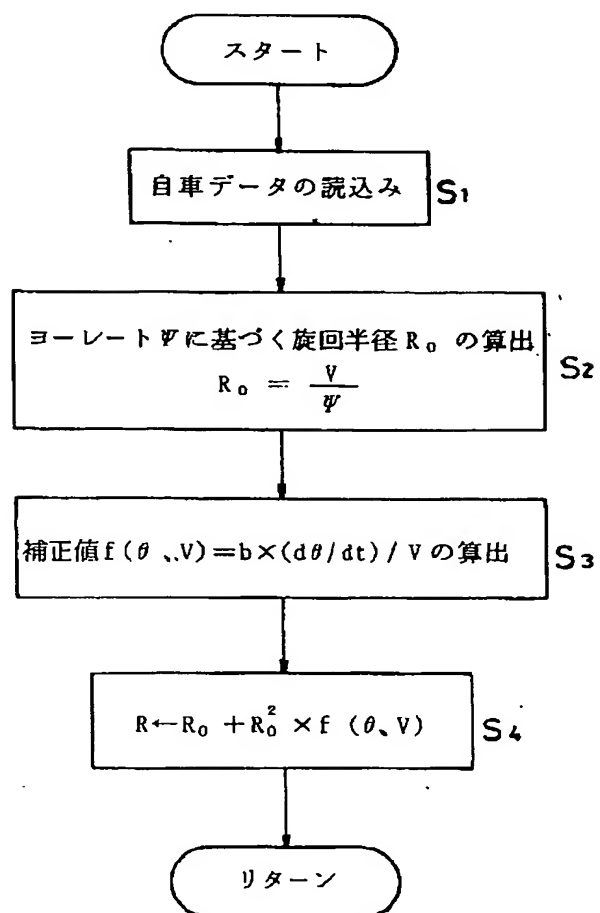 スタート
自車データの読込み S1
ヨーレートΨに基づく旋回半径R₀ の算出
R₀ = V/Ψ
S2
補正値f(θ、V)=b×(dθ/dt)/Vの算出 S3
R←R₀+R₀²×f(θ、V) S4
リターン